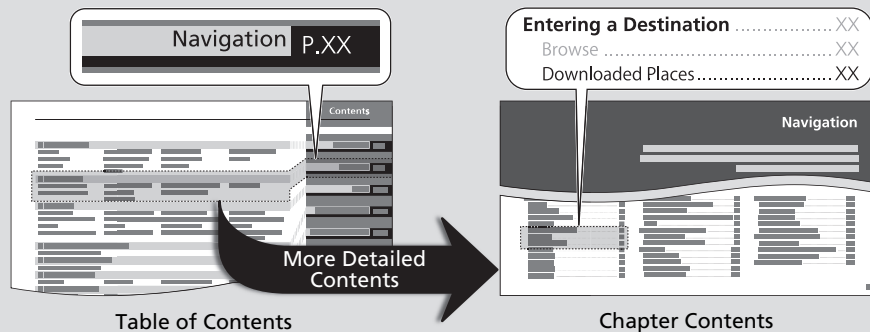 Navigation P.XX
Contents
Entering a Destination .................... XX
Browse .................... XX
Downloaded Places .................... XX
Navigation
More Detailed
Contents
Table of Contents
Chapter Contents